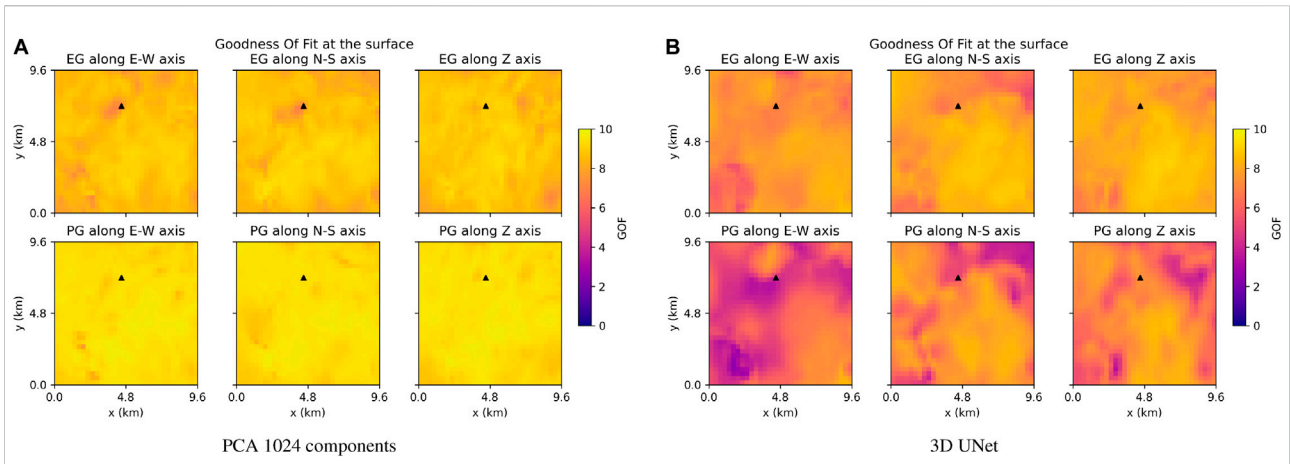 A
Goodness Of Fit at the surface
EG along E-W axis
EG along N-S axis
EG along Z axis
9.6
y (km)
4.8
0.0
PG along E-W axis
PG along N-S axis
PG along Z axis
9.6
y (km)
4.8
0.0
0.0 4.8 9.6
x (km)
0.0 4.8 9.6
x (km)
0.0 4.8 9.6
x (km)
10
8
6
4
2
0
GOF
PCA 1024 components
B
Goodness Of Fit at the surface
EG along E-W axis
EG along N-S axis
EG along Z axis
9.6
y (km)
4.8
0.0
PG along E-W axis
PG along N-S axis
PG along Z axis
9.6
y (km)
4.8
0.0
0.0 4.8 9.6
x (km)
0.0 4.8 9.6
x (km)
0.0 4.8 9.6
x (km)
10
8
6
4
2
0
GOF
3D UNet